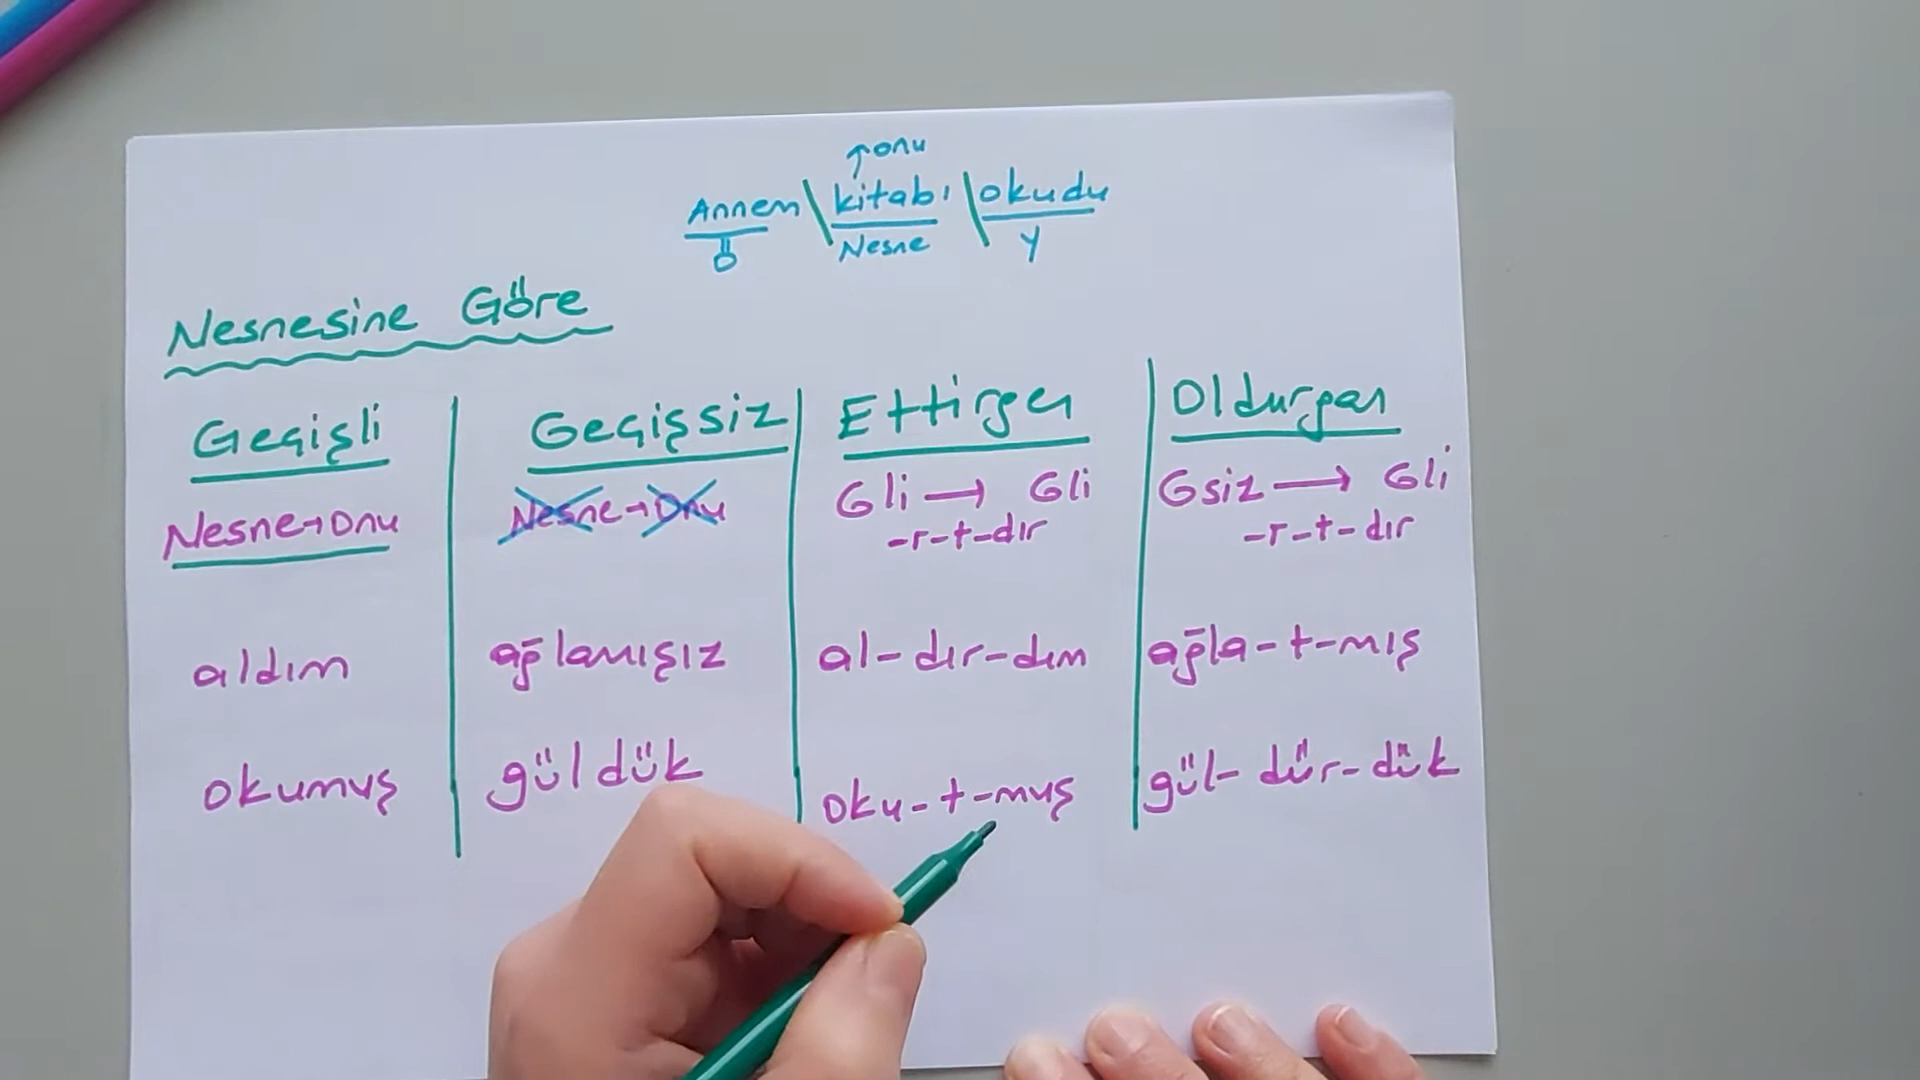 ↑onu
Annem \ kitabı \ okudu
Ö Nesne Y
Nesnesine Göre
Geçişli
Nesne→Onu
aldım
okumuş
Geçişsiz
Nesne→Onu
ağlamışız
güldük
Ettirgen
Gli → Gli
-r-t-dır
al-dır-dım
oku-t-muş
Oldurgan
Gsiz → Gli
-r-t-dır
ağla-t-mış
gül-dür-dük